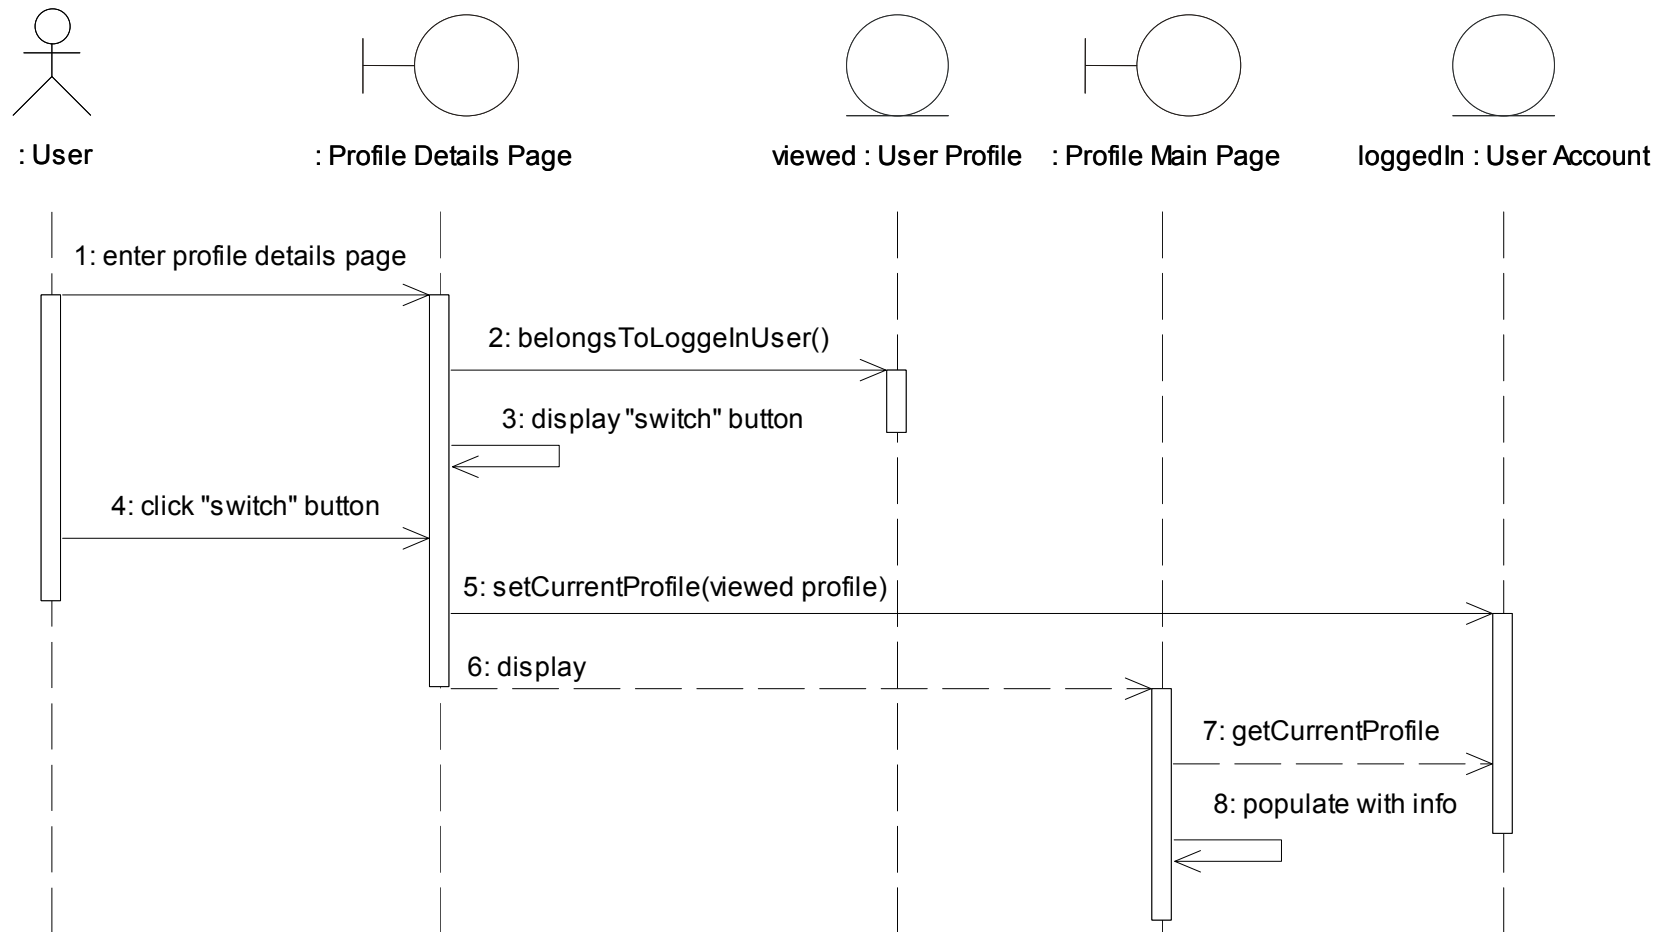 : User
: Profile Details Page
viewed : User Profile
: Profile Main Page
loggedIn : User Account
1: enter profile details page
2: belongsToLoggeInUser()
3: display "switch" button
4: click "switch" button
5: setCurrentProfile(viewed profile)
6: display
7: getCurrentProfile
8: populate with info